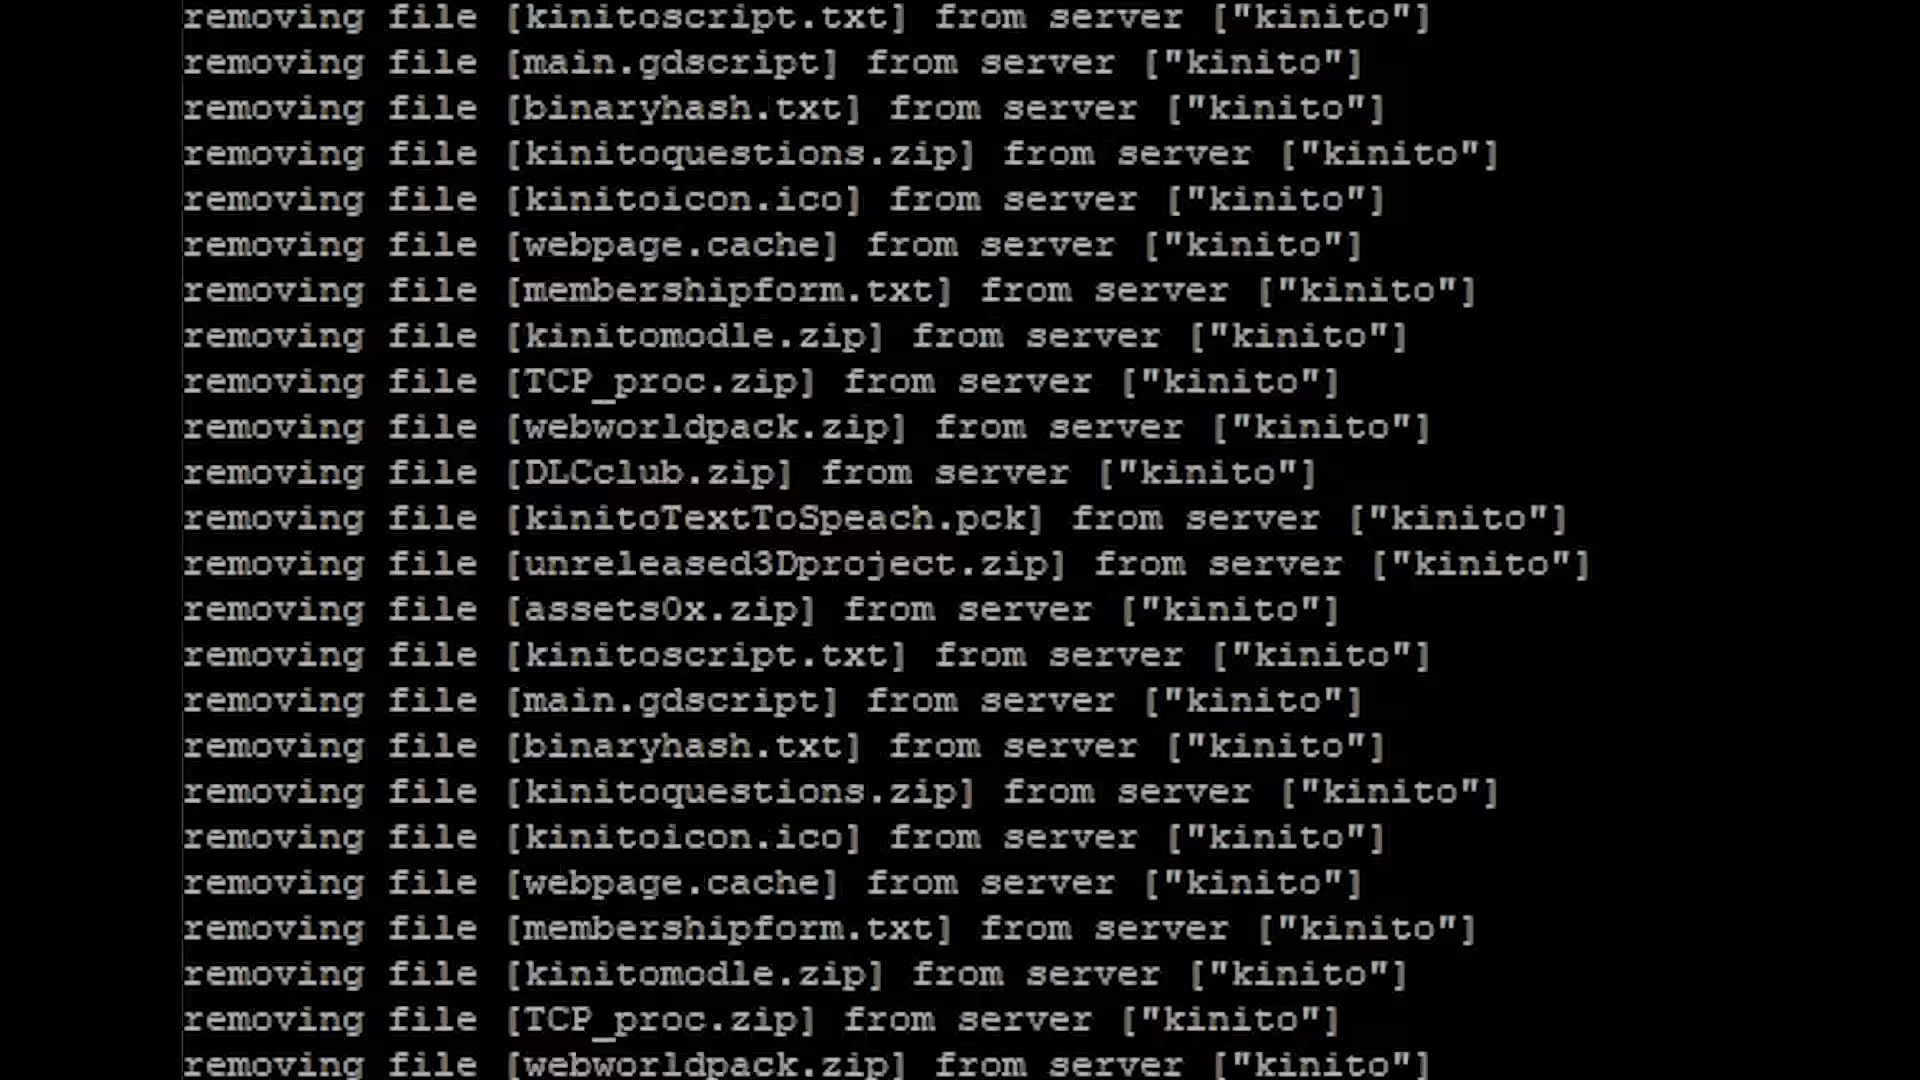 removing file [kinitoscript.txt] from server ["kinito"]
removing file [main.gdscript] from server ["kinito"]
removing file [binaryhash.txt] from server ["kinito"]
removing file [kinitoquestions.zip] from server ["kinito"]
removing file [kinitoicon.ico] from server ["kinito"]
removing file [webpage.cache] from server ["kinito"]
removing file [membershipform.txt] from server ["kinito"]
removing file [kinitomodle.zip] from server ["kinito"]
removing file [TCP_proc.zip] from server ["kinito"]
removing file [webworldpack.zip] from server ["kinito"]
removing file [DLCclub.zip] from server ["kinito"]
removing file [kinitoTextToSpeach.pck] from server ["kinito"]
removing file [unreleased3Dproject.zip] from server ["kinito"]
removing file [assets0x.zip] from server ["kinito"]
removing file [kinitoscript.txt] from server ["kinito"]
removing file [main.gdscript] from server ["kinito"]
removing file [binaryhash.txt] from server ["kinito"]
removing file [kinitoquestions.zip] from server ["kinito"]
removing file [kinitoicon.ico] from server ["kinito"]
removing file [webpage.cache] from server ["kinito"]
removing file [membershipform.txt] from server ["kinito"]
removing file [kinitomodle.zip] from server ["kinito"]
removing file [TCP_proc.zip] from server ["kinito"]
removing file [webworldpack.zip] from server ["kinito"]